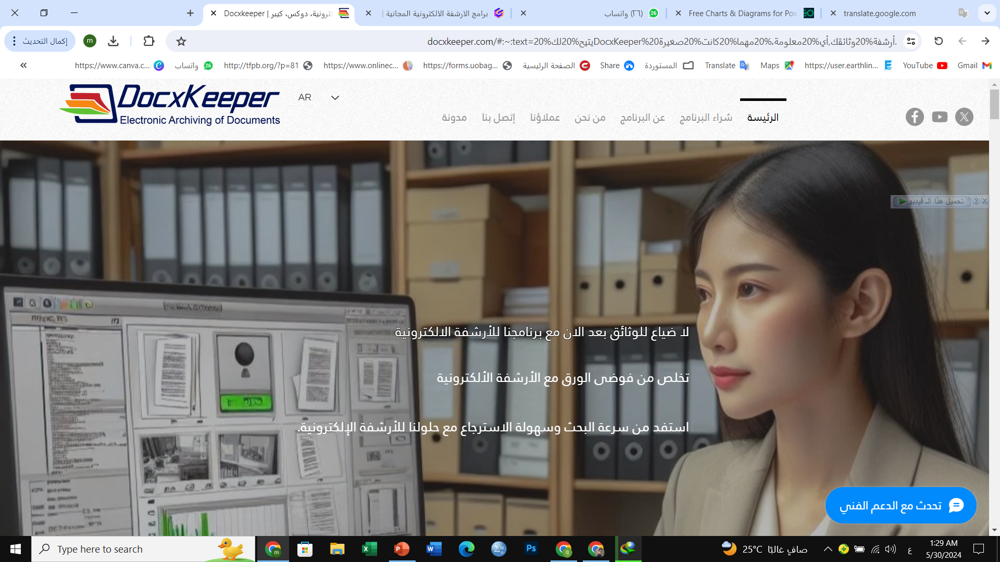 translate.google.com
Free Charts & Diagrams for Pow
(٢٦) واتساب
برامج الارشفة الالكترونية المجانية |
كترونية، دوكس، كيبر | Docxkeeper
docxkeeper.com/#:~:text=20%لك20%يتيحDocxKeeper%20أرشفة%20وثائقك,أي%20معلومة،%20مهما%20كانت%20صغيرة.
m
إكمال التحديث
Gmail
YouTube
https://user.earthlin...
Maps
Translate
المستوردة
Share
الصفحة الرئيسية
https://forms.uobag...
https://www.onlinec...
http://tfpb.org/?p=81
واتساب
https://www.canva.c...
DocxKeeper
Electronic Archiving of Documents
AR
الرئيسة
شراء البرنامج
عن البرنامج
من نحن
عملاؤنا
إتصل بنا
مدونة
تحميل هذا الـ فيديو
لا ضياع للوثائق بعد الان مع برنامجنا للأرشفة الالكترونية
تخلص من فوضى الورق مع الأرشفة الألكترونية
استفد من سرعة البحث وسهولة الاسترجاع مع حلولنا للأرشفة الإلكترونية.
تحدث مع الدعم الفني
Type here to search
25°C صافٍ غالبًا
ع
1:29 AM
5/30/2024